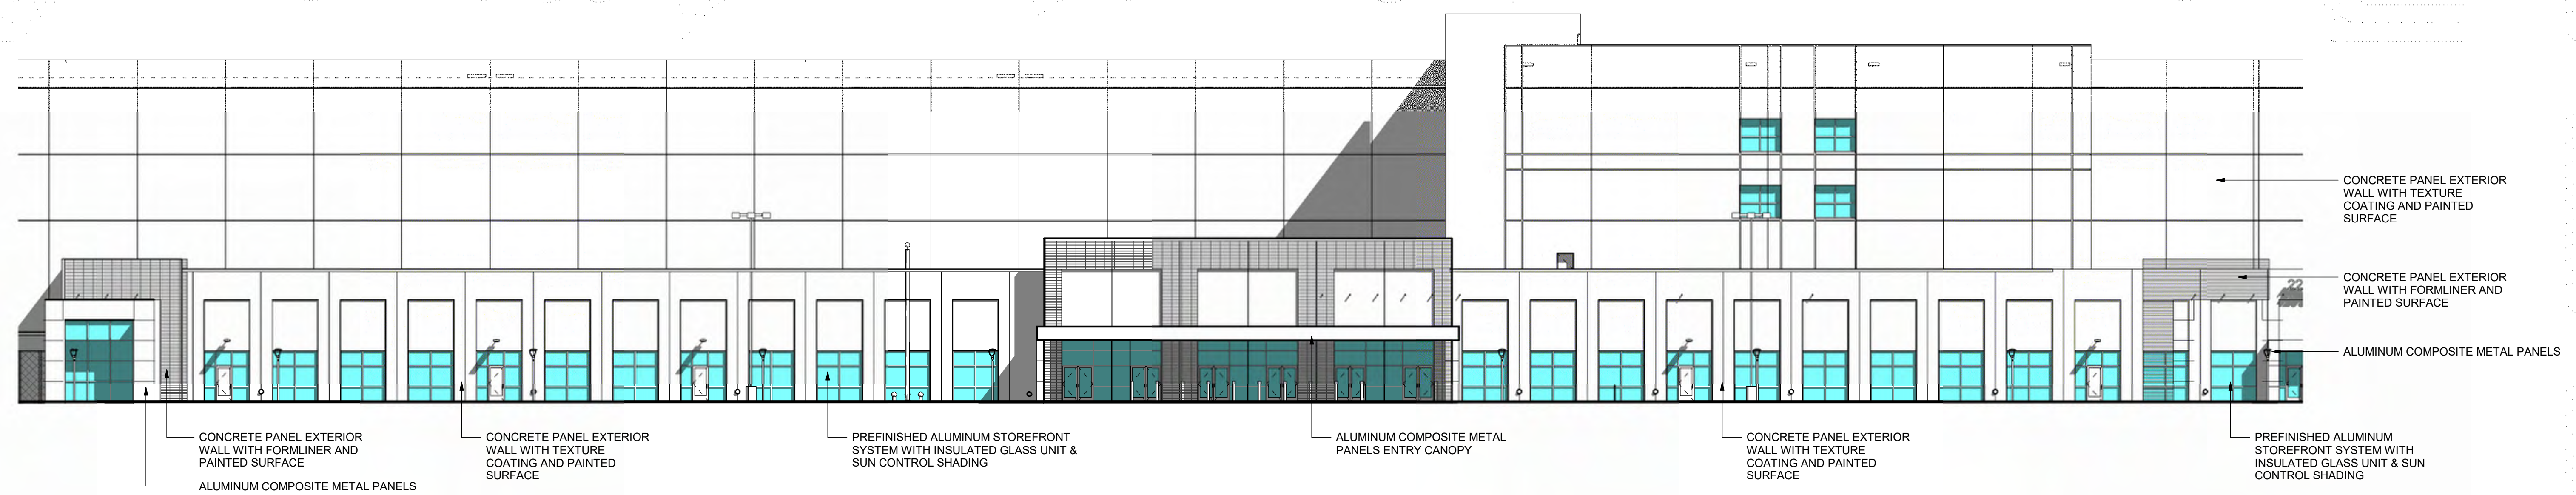 CONCRETE PANEL EXTERIOR
WALL WITH TEXTURE
COATING AND PAINTED
SURFACE
CONCRETE PANEL EXTERIOR
WALL WITH FORMLINER AND
PAINTED SURFACE
22
ALUMINUM COMPOSITE METAL PANELS
CONCRETE PANEL EXTERIOR
WALL WITH FORMLINER AND
PAINTED SURFACE
ALUMINUM COMPOSITE METAL PANELS
CONCRETE PANEL EXTERIOR
WALL WITH TEXTURE
COATING AND PAINTED
SURFACE
PREFINISHED ALUMINUM STOREFRONT
SYSTEM WITH INSULATED GLASS UNIT &
SUN CONTROL SHADING
ALUMINUM COMPOSITE METAL
PANELS ENTRY CANOPY
CONCRETE PANEL EXTERIOR
WALL WITH TEXTURE
COATING AND PAINTED
SURFACE
PREFINISHED ALUMINUM
STOREFRONT SYSTEM WITH
INSULATED GLASS UNIT & SUN
CONTROL SHADING